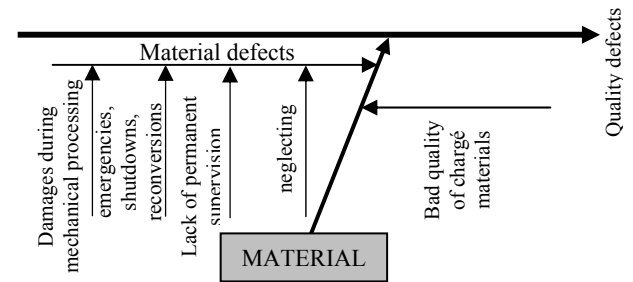 Material defects
Damages during
mechanical processing
emergencies,
shutdowns,
reconversions
Lack of permanent
supervision
neglecting
Bad quality
of chargé
materials
Quality defects
MATERIAL